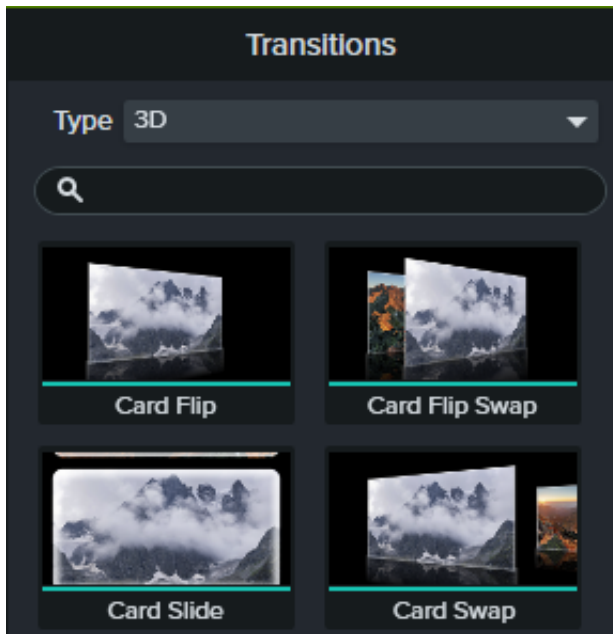 Transitions
Type 3D
Card Flip
Card Flip Swap
Card Slide
Card Swap